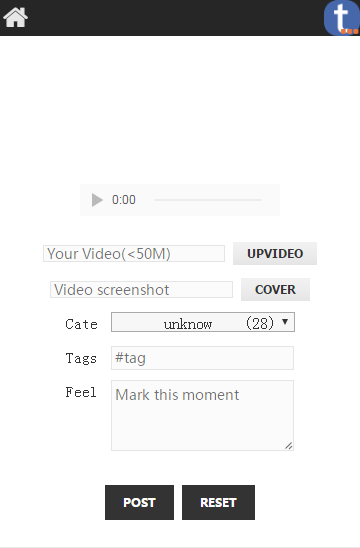 t
0:00
Your Video(<50M) UPVIDEO
Video screenshot COVER
Cate unknow (28)
Tags #tag
Feel Mark this moment
POST RESET